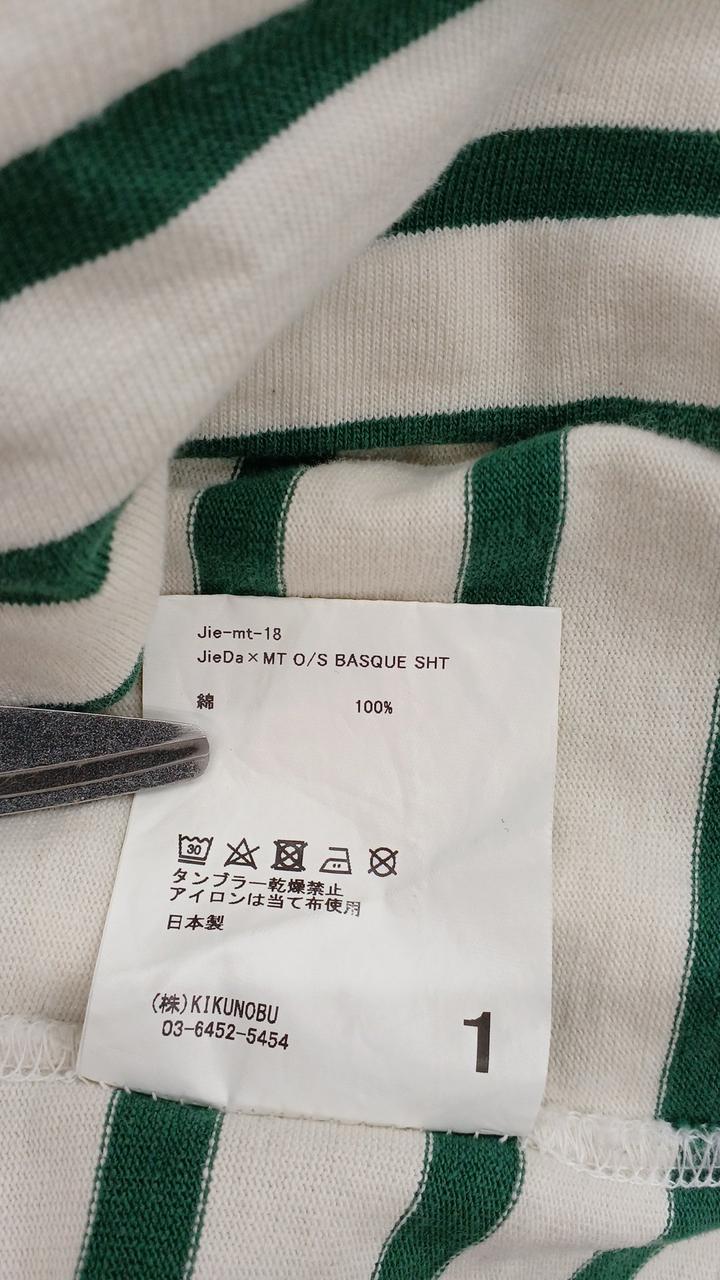 Jie-mt-18
JieDa×MT O/S BASQUE SHT
綿 100%
30
タンブラー乾燥禁止
アイロンは当て布使用
日本製
(株)KIKUNOBU
03-6452-5454
1